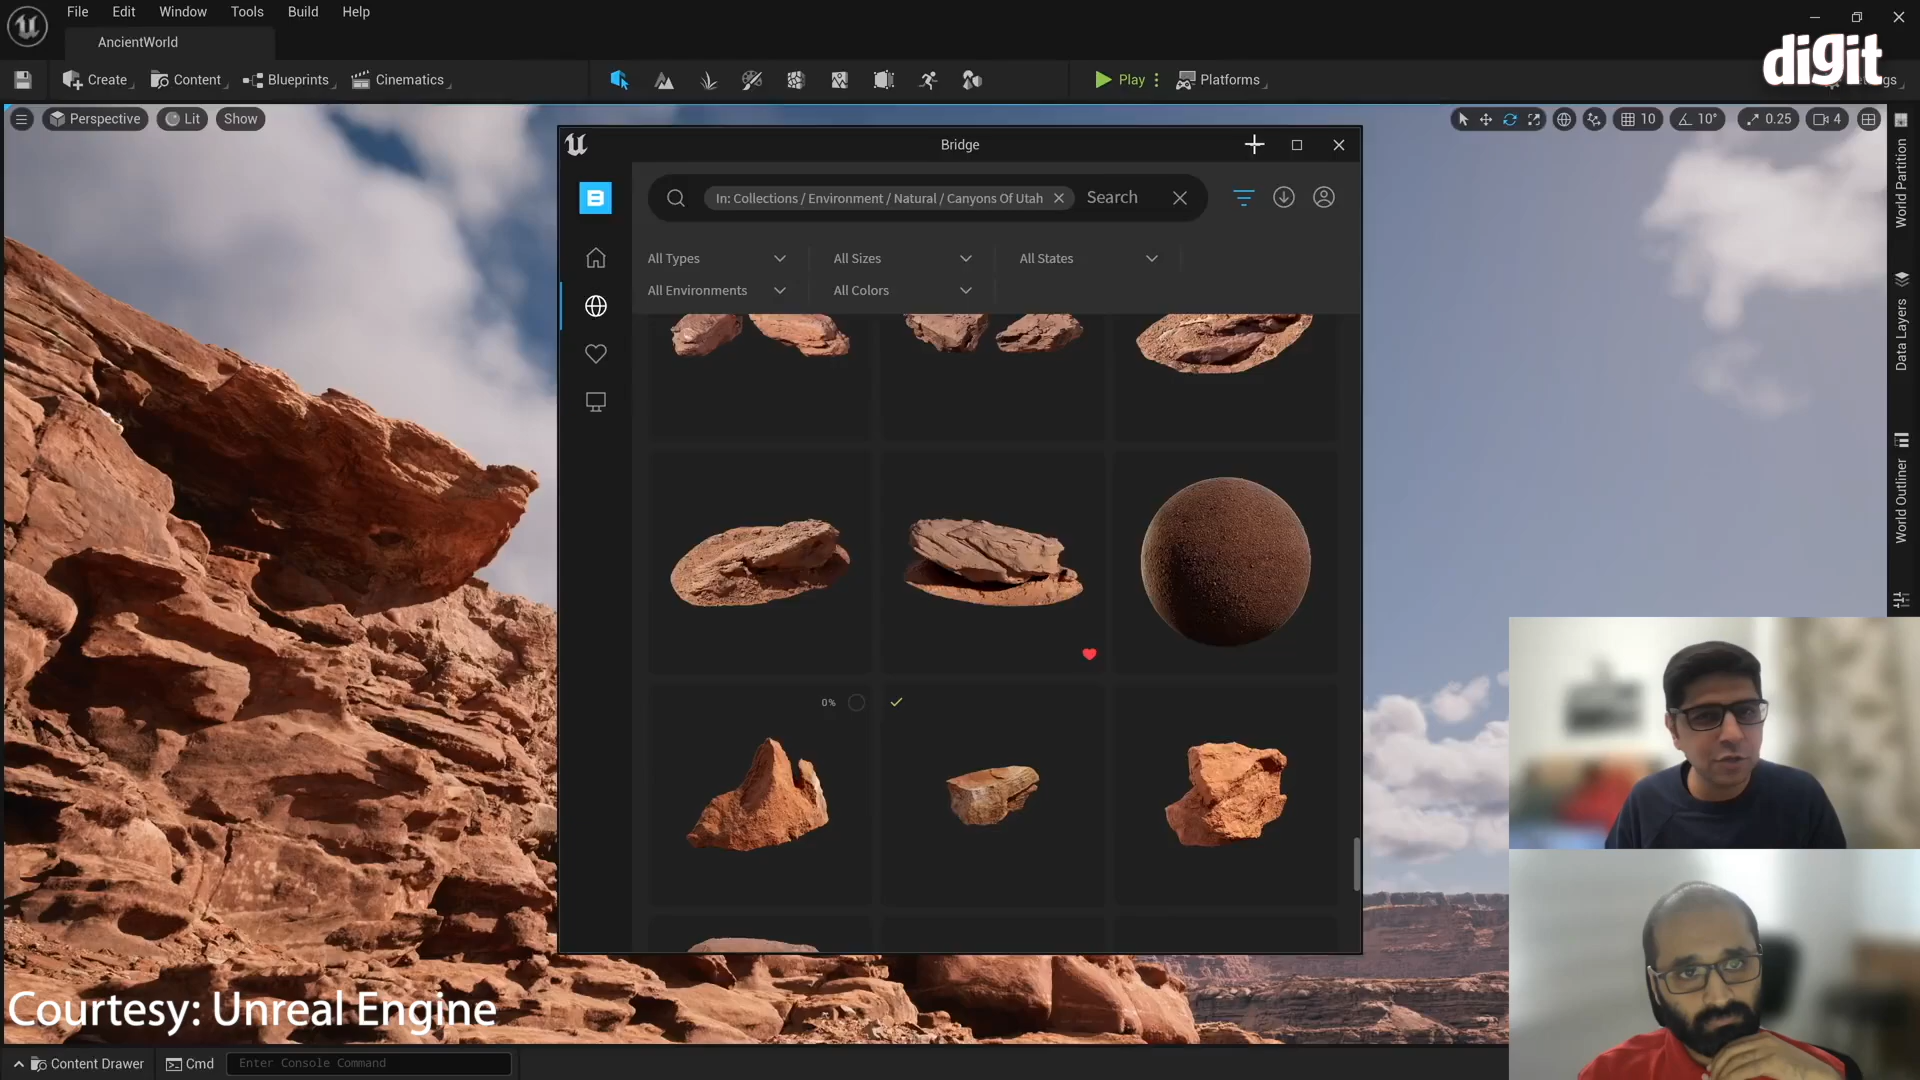 File Edit Window Tools Build Help
AncientWorld
digit
Create Content Blueprints Cinematics Play Platforms
Perspective Lit Show 10 10° 0.25 4
Bridge
In: Collections / Environment / Natural / Canyons Of Utah Search
All Types All Sizes All States
All Environments All Colors
0%
World Partition
Data Layers
World Outliner
Courtesy: Unreal Engine
Content Drawer Cmd Enter Console Command